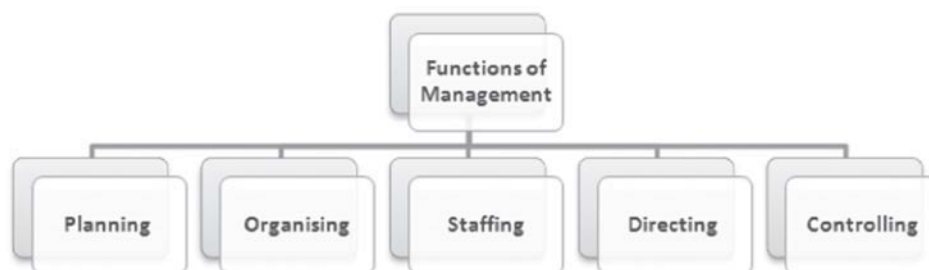 Functions of
Management
Planning
Organising
Staffing
Directing
Controlling